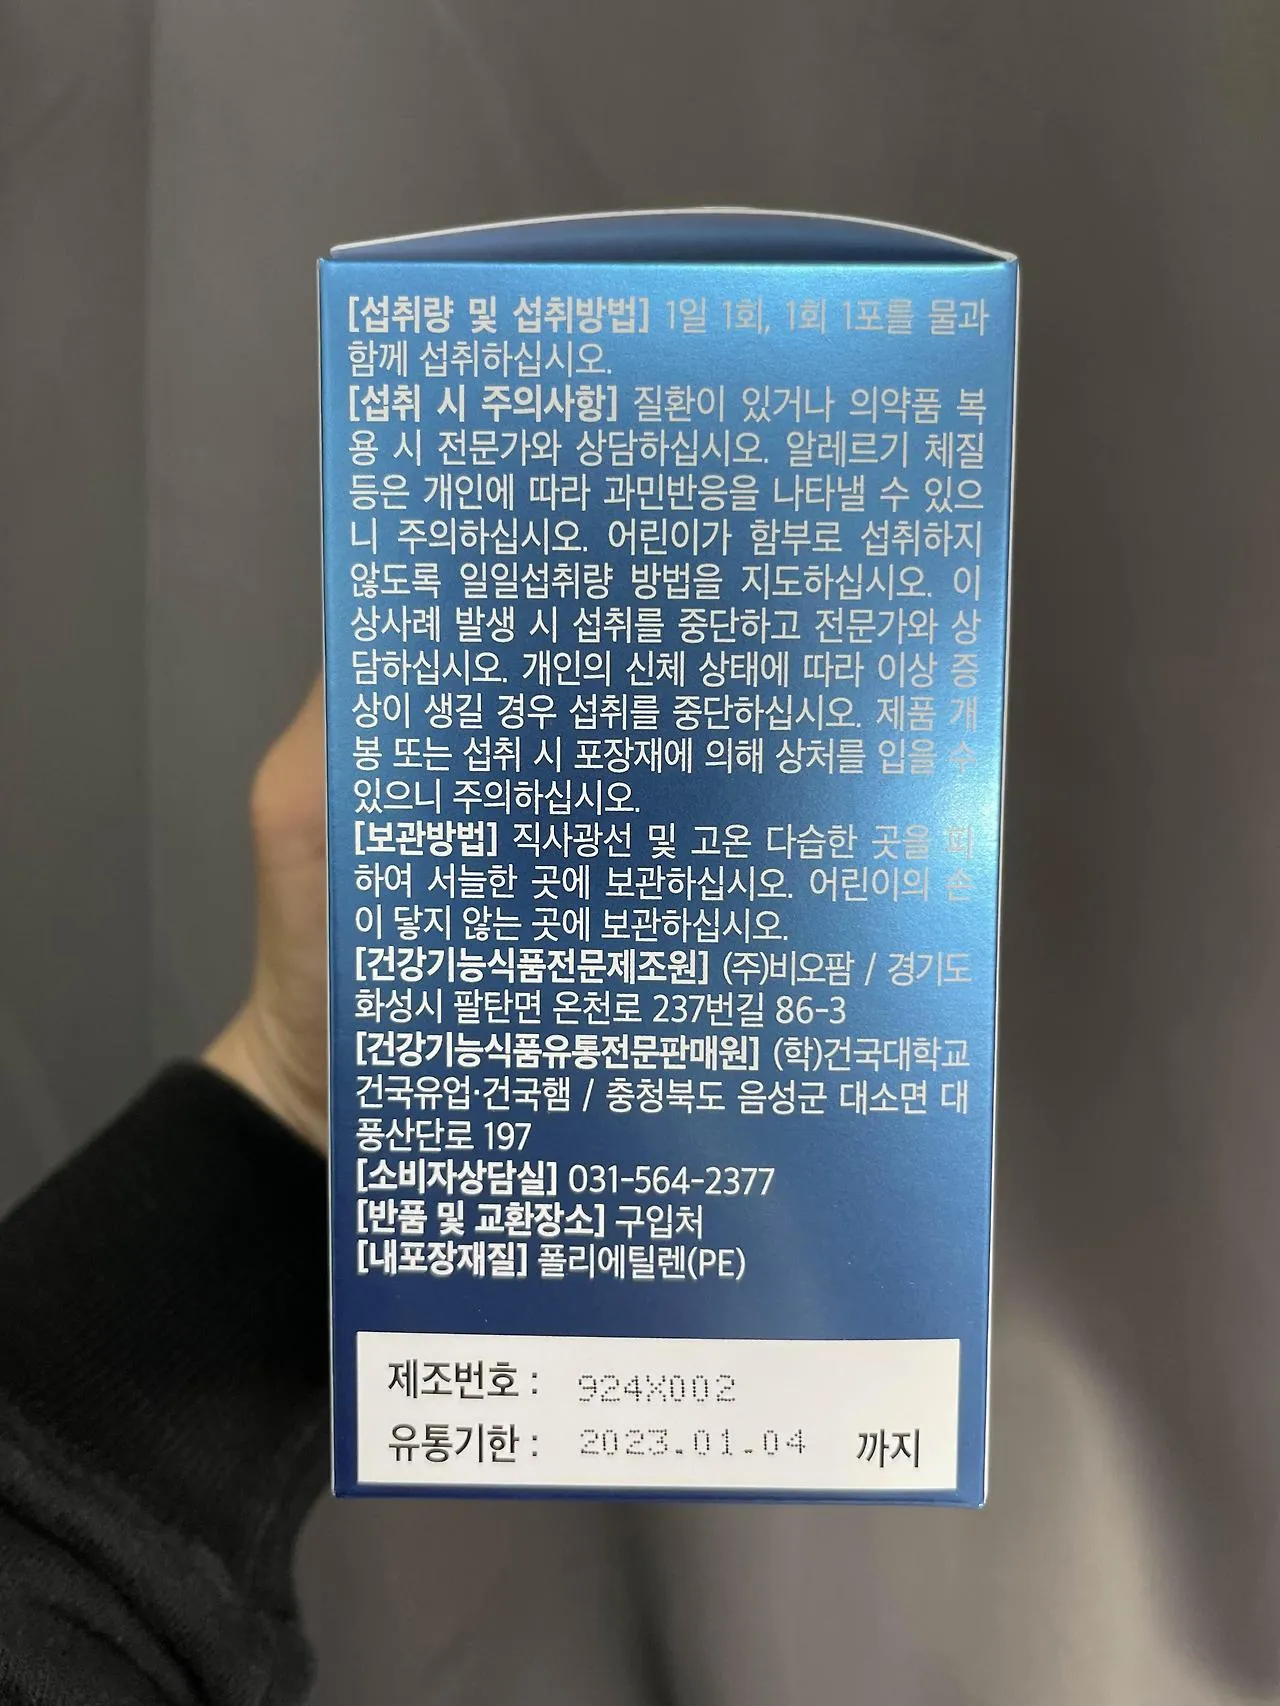 [섭취량 및 섭취방법] 1일 1회, 1회 1포를 물과
함께 섭취하십시오.
[섭취 시 주의사항] 질환이 있거나 의약품 복
용 시 전문가와 상담하십시오. 알레르기 체질
등은 개인에 따라 과민반응을 나타낼 수 있으
니 주의하십시오. 어린이가 함부로 섭취하지
않도록 일일섭취량 방법을 지도하십시오. 이
상사례 발생 시 섭취를 중단하고 전문가와 상
담하십시오. 개인의 신체 상태에 따라 이상 증
상이 생길 경우 섭취를 중단하십시오. 제품 개
봉 또는 섭취 시 포장재에 의해 상처를 입을 수
있으니 주의하십시오.
[보관방법] 직사광선 및 고온 다습한 곳을 피
하여 서늘한 곳에 보관하십시오. 어린이의 손
이 닿지 않는 곳에 보관하십시오.
[건강기능식품전문제조원] (주)비오팜 / 경기도
화성시 팔탄면 온천로 237번길 86-3
[건강기능식품유통전문판매원] (학)건국대학교
건국유업·건국햄 / 충청북도 음성군 대소면 대
풍산단로 197
[소비자상담실] 031-564-2377
[반품 및 교환장소] 구입처
[내포장재질] 폴리에틸렌(PE)
제조번호 : 924X002
유통기한 : 2023.01.04 까지